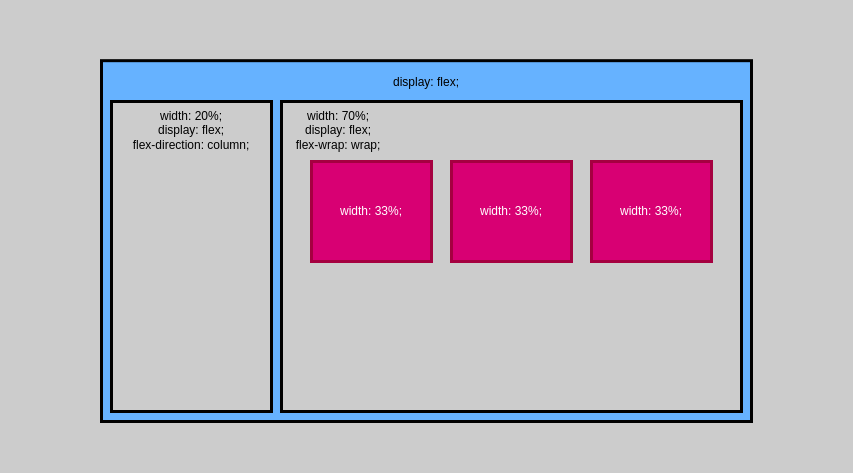 display: flex;
width: 20%;
display: flex;
flex-direction: column;
width: 70%;
display: flex;
flex-wrap: wrap;
width: 33%;
width: 33%;
width: 33%;